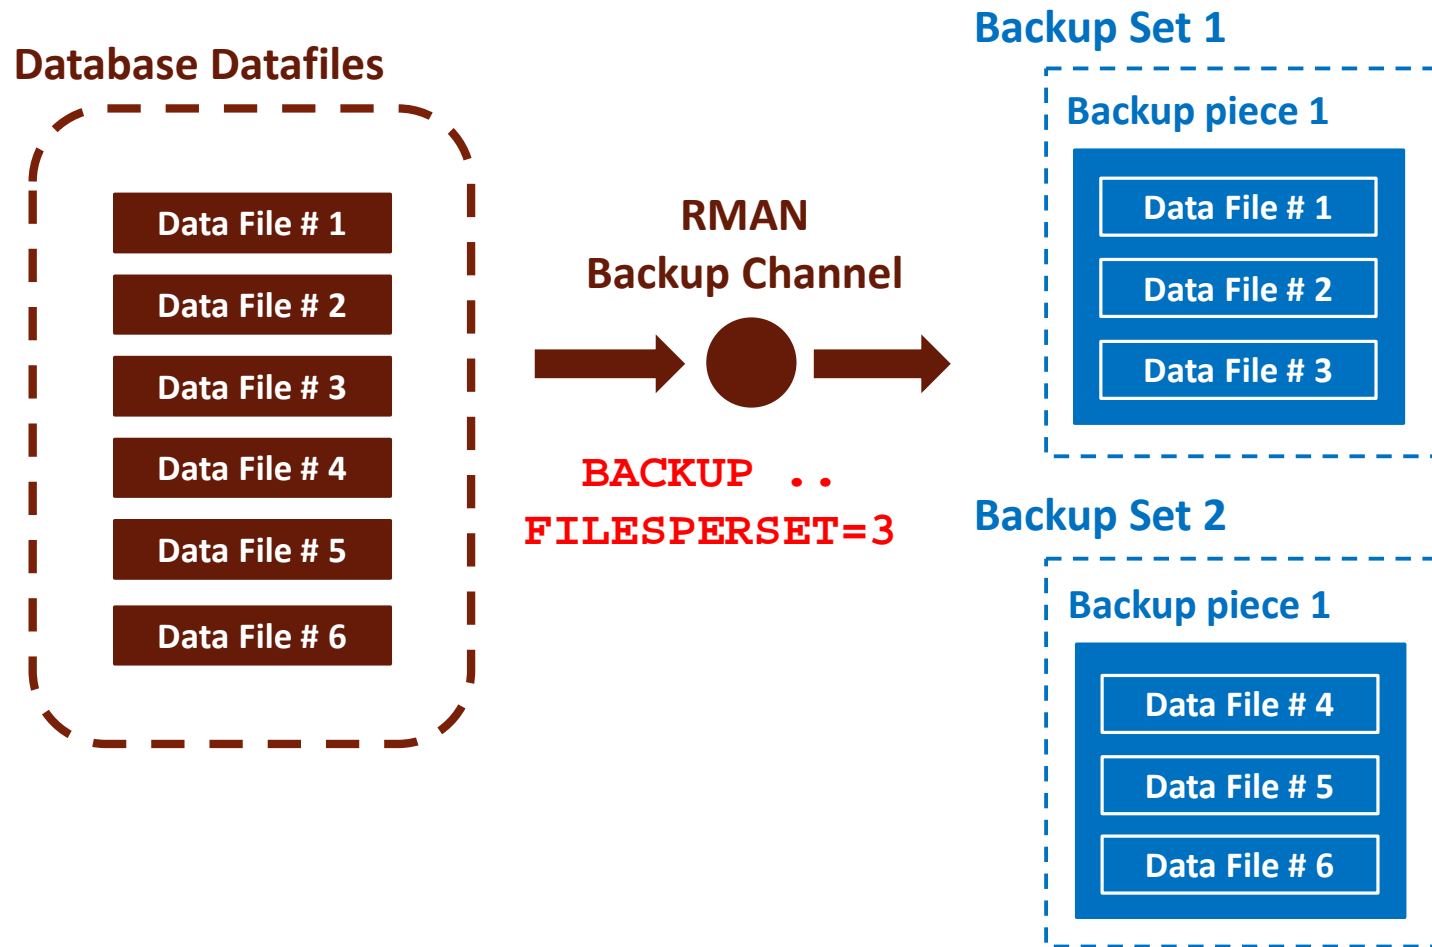 Database Datafiles
Data File # 1
Data File # 2
Data File # 3
Data File # 4
Data File # 5
Data File # 6
RMAN
Backup Channel
BACKUP ..
FILESPERSET=3
Backup Set 1
Backup piece 1
Data File # 1
Data File # 2
Data File # 3
Backup Set 2
Backup piece 1
Data File # 4
Data File # 5
Data File # 6